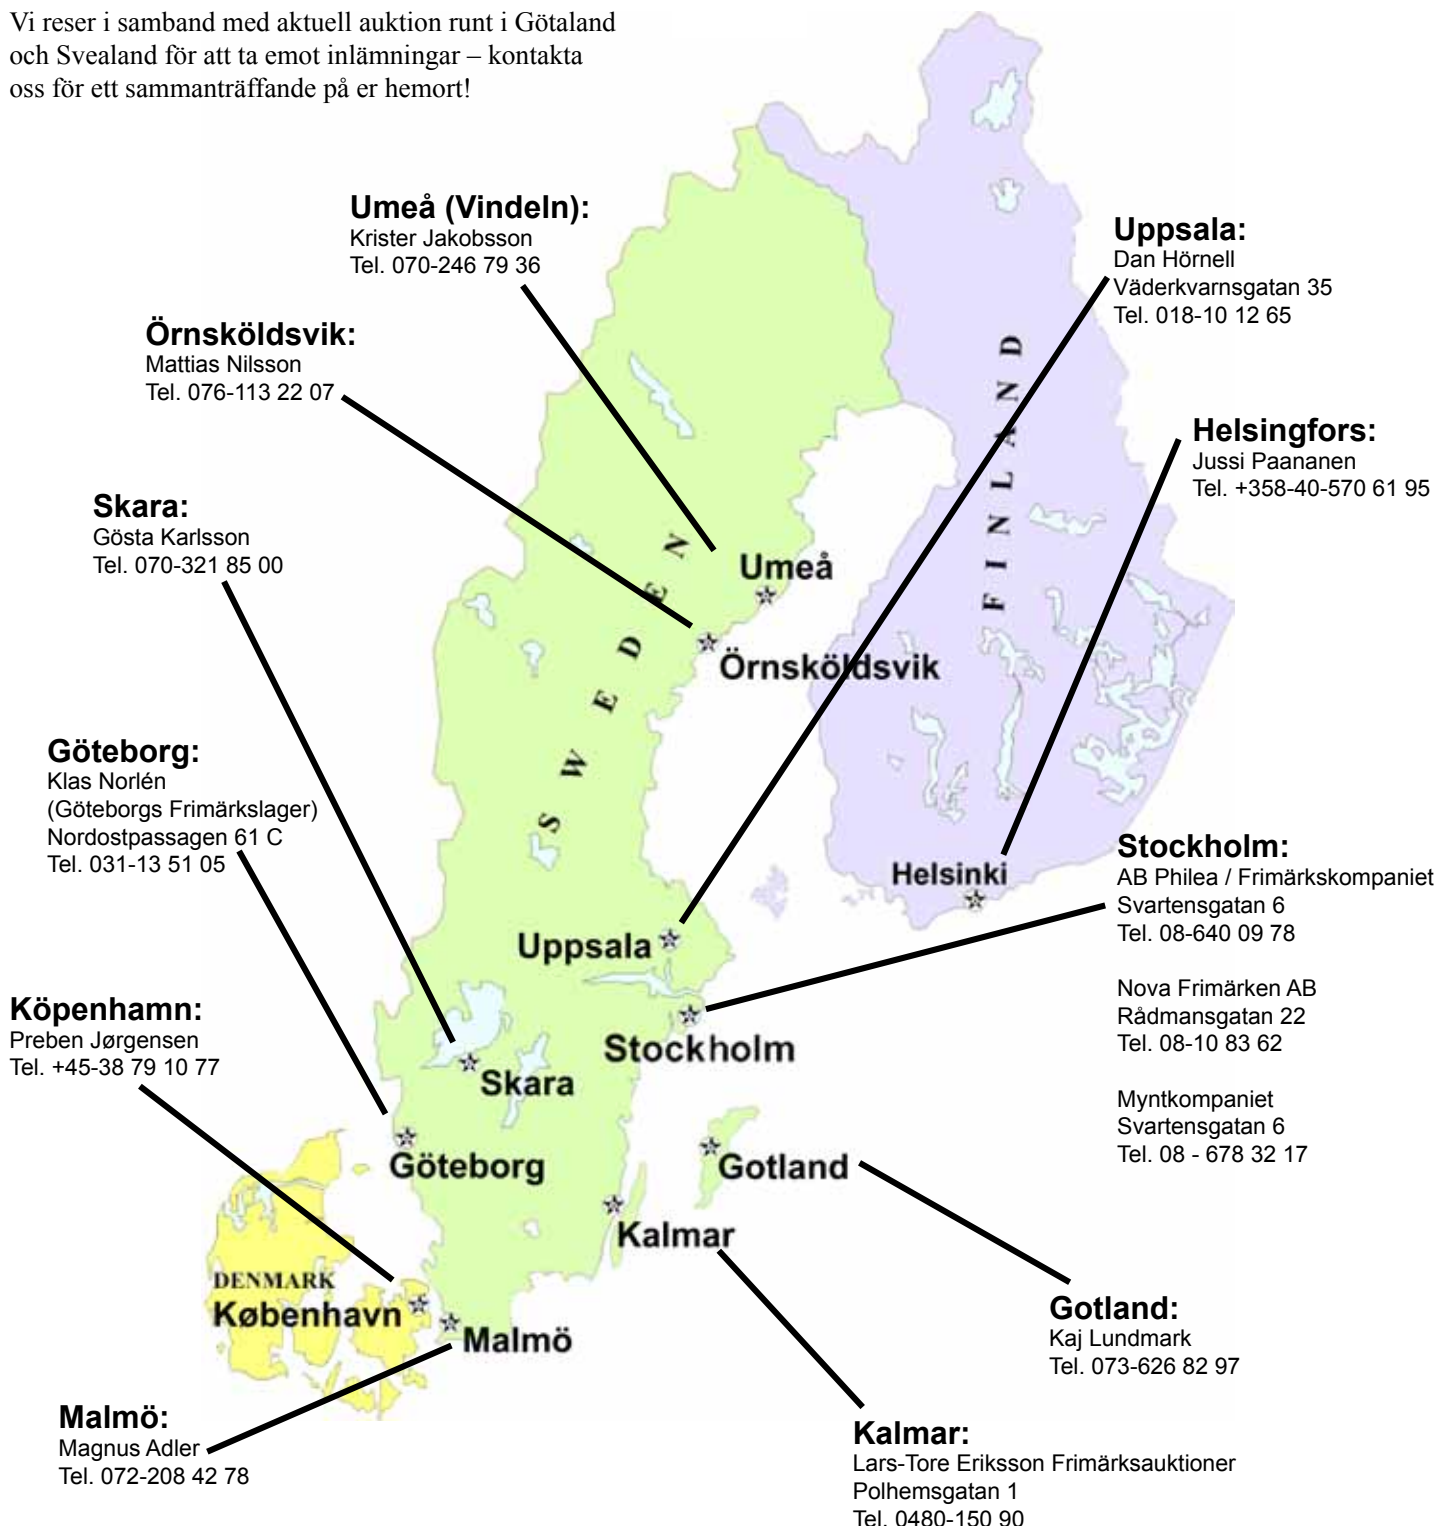 Vi reser i samband med aktuell auktion runt i Götaland
och Svealand för att ta emot inlämningar – kontakta
oss för ett sammanträffande på er hemort!
Umeå (Vindeln):
Krister Jakobsson
Tel. 070-246 79 36
Uppsala:
Dan Hörnell
Väderkvarnsgatan 35
Tel. 018-10 12 65
Örnsköldsvik:
Mattias Nilsson
Tel. 076-113 22 07
Helsingfors:
Jussi Paananen
Tel. +358-40-570 61 95
Skara:
Gösta Karlsson
Tel. 070-321 85 00
FINLAND
SWEDEN
Umeå
Örnsköldsvik
Göteborg:
Klas Norlén
(Göteborgs Frimärkslager)
Nordostpassagen 61 C
Tel. 031-13 51 05
Helsinki
Stockholm:
AB Philea / Frimärkskompaniet
Svartensgatan 6
Tel. 08-640 09 78
Nova Frimärken AB
Rådmansgatan 22
Tel. 08-10 83 62
Myntkompaniet
Svartensgatan 6
Tel. 08 - 678 32 17
Uppsala
Stockholm
Köpenhamn:
Preben Jørgensen
Tel. +45-38 79 10 77
Skara
Göteborg
Gotland
Kalmar
DENMARK
København
Malmö
Gotland:
Kaj Lundmark
Tel. 073-626 82 97
Malmö:
Magnus Adler
Tel. 072-208 42 78
Kalmar:
Lars-Tore Eriksson Frimärksauktioner
Polhemsgatan 1
Tel. 0480-150 90